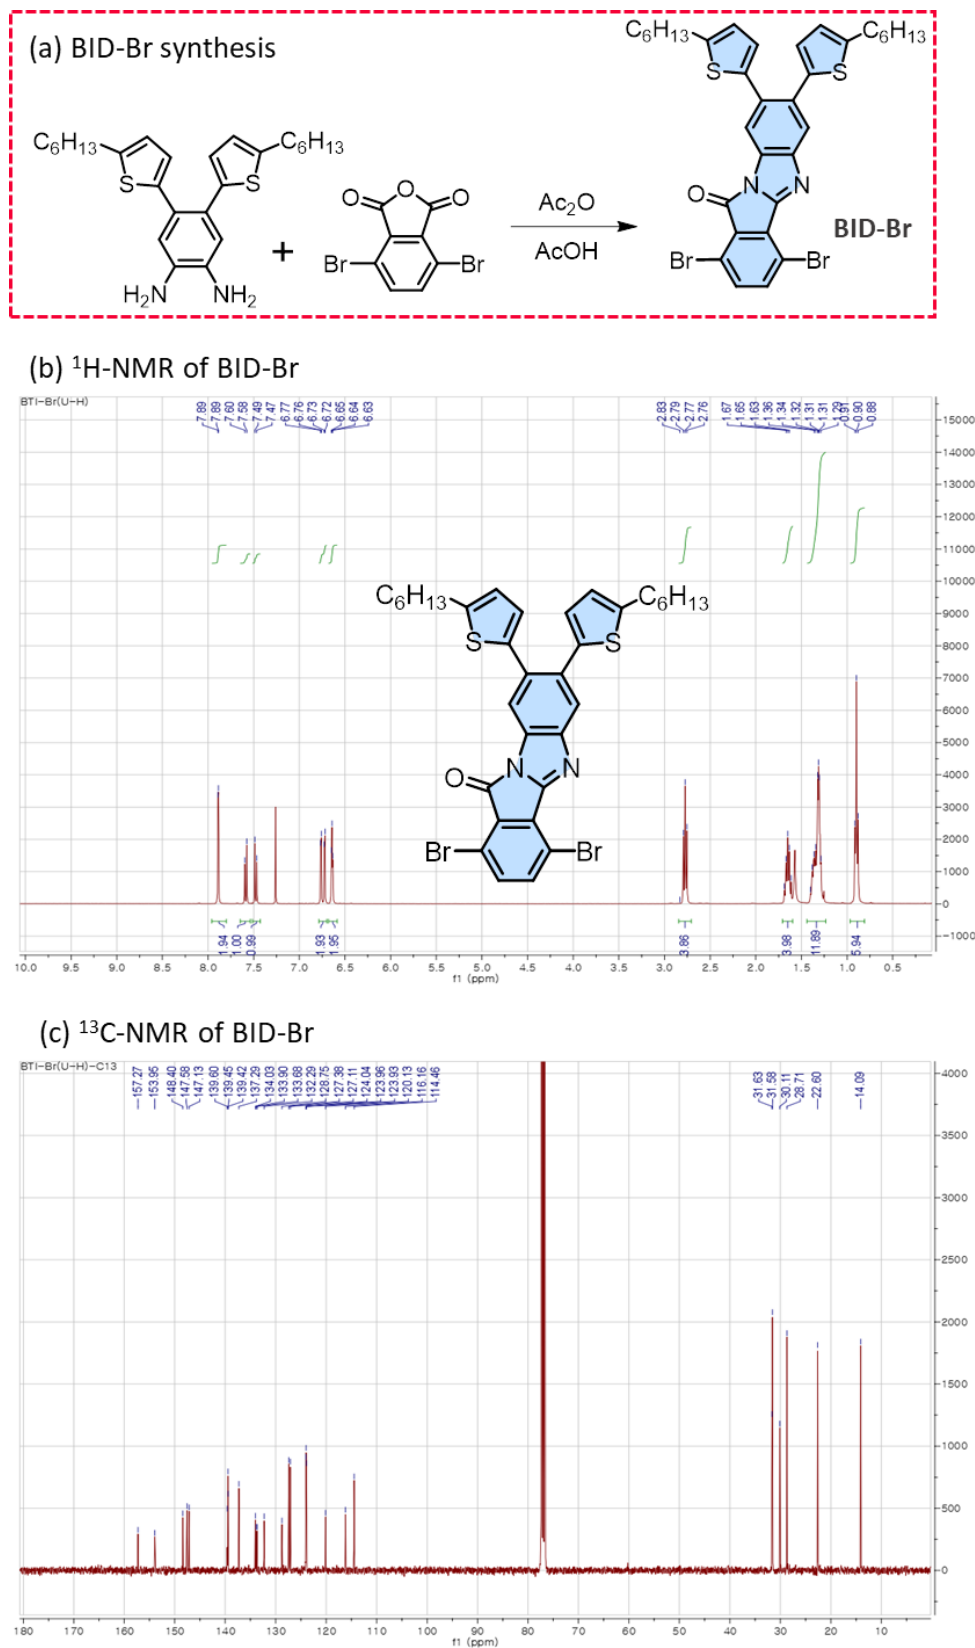 (a) BID-Br synthesis
C6H13
C6H13
S
S
H2N
NH2
+
O
O
O
Br
Br
Ac2O
AcOH
C6H13
C6H13
S
S
N
N
O
Br
Br
BID-Br
(b) 1H-NMR of BID-Br
BTI-Br(U-H)
7.89
7.89
7.60
7.58
7.49
7.47
6.77
6.76
6.73
6.72
6.65
6.64
6.63
2.83
2.79
2.77
2.76
1.67
1.65
1.63
1.36
1.34
1.32
1.31
1.31
1.29
0.91
0.90
0.88
15000
14000
13000
12000
11000
10000
9000
8000
7000
6000
5000
4000
3000
2000
1000
0
-1000
C6H13
C6H13
S
S
N
N
O
Br
Br
1.94
1.00
0.99
1.93
1.95
3.86
3.98
11.89
5.94
10.0 9.5 9.0 8.5 8.0 7.5 7.0 6.5 6.0 5.5 5.0 4.5 4.0 3.5 3.0 2.5 2.0 1.5 1.0 0.5
f1 (ppm)
(c) 13C-NMR of BID-Br
BTI-Br(U-H)-C13
157.27
153.95
148.40
147.58
147.13
139.60
139.45
139.42
137.29
134.03
133.90
133.68
132.29
128.75
127.38
127.11
124.04
123.96
123.93
120.13
116.16
114.46
31.63
31.58
30.11
28.71
22.60
14.09
4000
3500
3000
2500
2000
1500
1000
500
0
180 170 160 150 140 130 120 110 100 90 80 70 60 50 40 30 20 10
f1 (ppm)